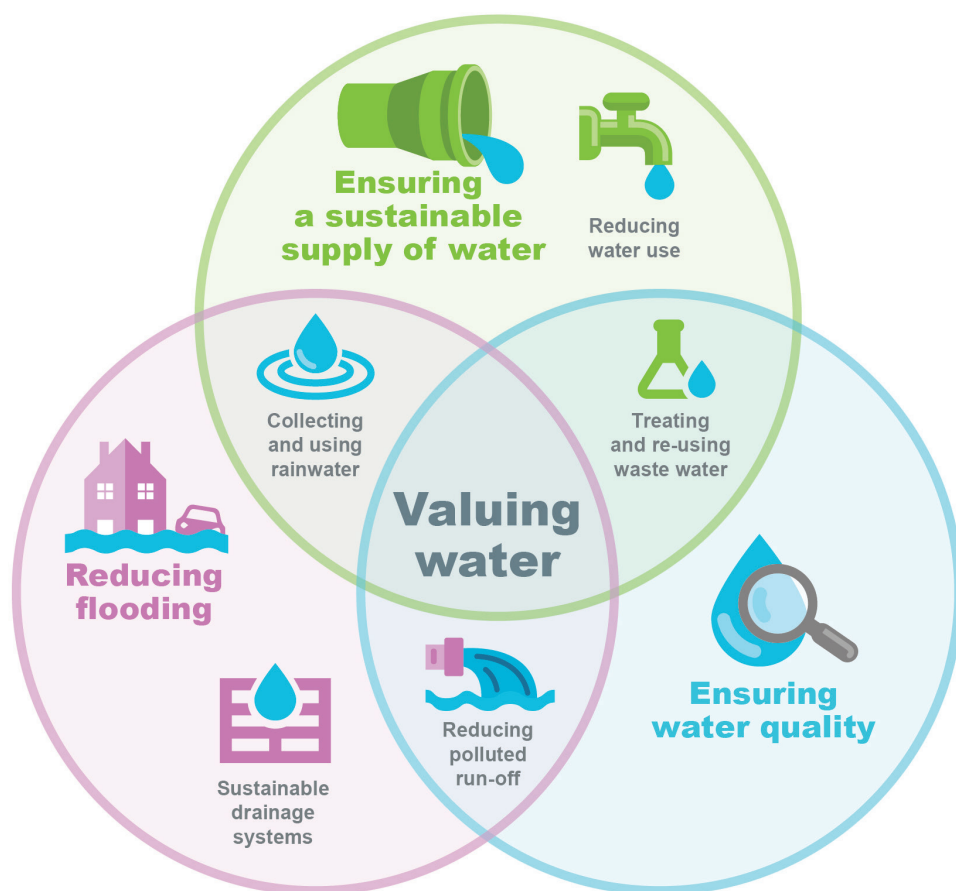 Ensuring
a sustainable
supply of water
Reducing
water use
Collecting
and using
rainwater
Treating
and re-using
waste water
Valuing
water
Reducing
flooding
Ensuring
water quality
Reducing
polluted
run-off
Sustainable
drainage
systems